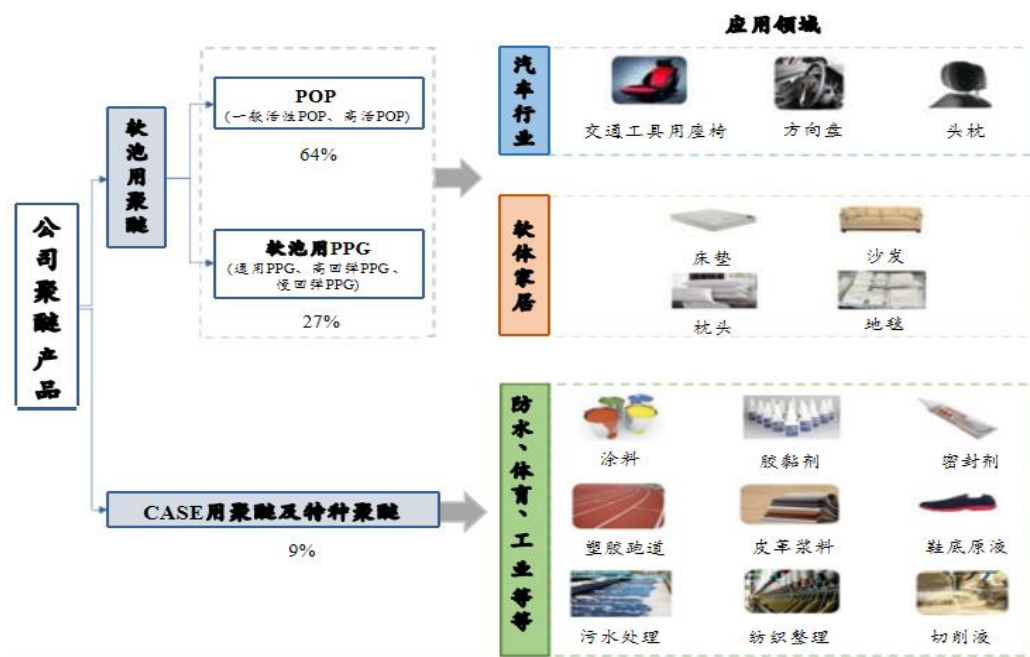 应用领域
公司聚醚产品
软泡用聚醚
POP
(一般活性POP、高活POP)
64%
软泡用PPG
(通用PPG、高回弹PPG、
慢回弹PPG)
27%
CASE用聚醚及特种聚醚
9%
汽车行业
交通工具用座椅
方向盘
头枕
软体家居
床垫
沙发
枕头
地毯
防水、体育、工业等等
涂料
胶黏剂
密封剂
塑胶跑道
皮革浆料
鞋底原液
污水处理
纺织整理
切削液